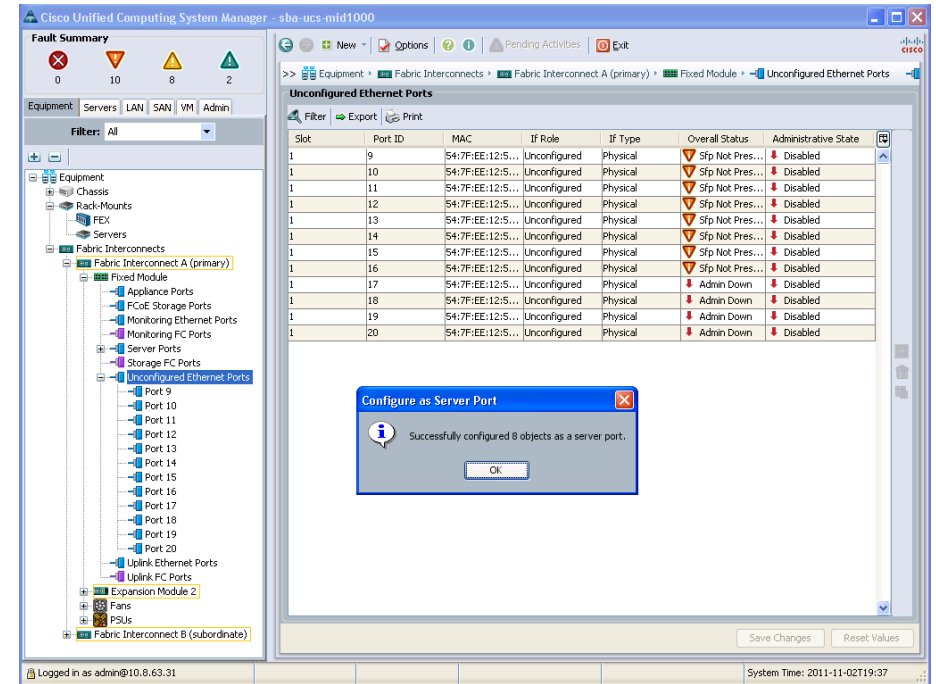 Cisco Unified Computing System Manager - sba-ucs-mid1000
Fault Summary
0 10 8 2
New Options Pending Activities Exit
cisco
>> Equipment Fabric Interconnects Fabric Interconnect A (primary) Fixed Module Unconfigured Ethernet Ports
Unconfigured Ethernet Ports
Equipment Servers LAN SAN VM Admin
Filter: All
Filter Export Print
Slot Port ID MAC If Role If Type Overall Status Administrative State
1 9 54:7F:EE:12:5... Unconfigured Physical Sfp Not Pres... Disabled
1 10 54:7F:EE:12:5... Unconfigured Physical Sfp Not Pres... Disabled
1 11 54:7F:EE:12:5... Unconfigured Physical Sfp Not Pres... Disabled
1 12 54:7F:EE:12:5... Unconfigured Physical Sfp Not Pres... Disabled
1 13 54:7F:EE:12:5... Unconfigured Physical Sfp Not Pres... Disabled
1 14 54:7F:EE:12:5... Unconfigured Physical Sfp Not Pres... Disabled
1 15 54:7F:EE:12:5... Unconfigured Physical Sfp Not Pres... Disabled
1 16 54:7F:EE:12:5... Unconfigured Physical Sfp Not Pres... Disabled
1 17 54:7F:EE:12:5... Unconfigured Physical Admin Down Disabled
1 18 54:7F:EE:12:5... Unconfigured Physical Admin Down Disabled
1 19 54:7F:EE:12:5... Unconfigured Physical Admin Down Disabled
1 20 54:7F:EE:12:5... Unconfigured Physical Admin Down Disabled
Equipment
Chassis
Rack-Mounts
FEX
Servers
Fabric Interconnects
Fabric Interconnect A (primary)
Fixed Module
Appliance Ports
FCoE Storage Ports
Monitoring Ethernet Ports
Monitoring FC Ports
Server Ports
Storage FC Ports
Unconfigured Ethernet Ports
Port 9
Port 10
Port 11
Port 12
Port 13
Port 14
Port 15
Port 16
Port 17
Port 18
Port 19
Port 20
Uplink Ethernet Ports
Uplink FC Ports
Expansion Module 2
Fans
PSUs
Fabric Interconnect B (subordinate)
Configure as Server Port
Successfully configured 8 objects as a server port.
OK
Save Changes Reset Values
Logged in as admin@10.8.63.31
System Time: 2011-11-02T19:37